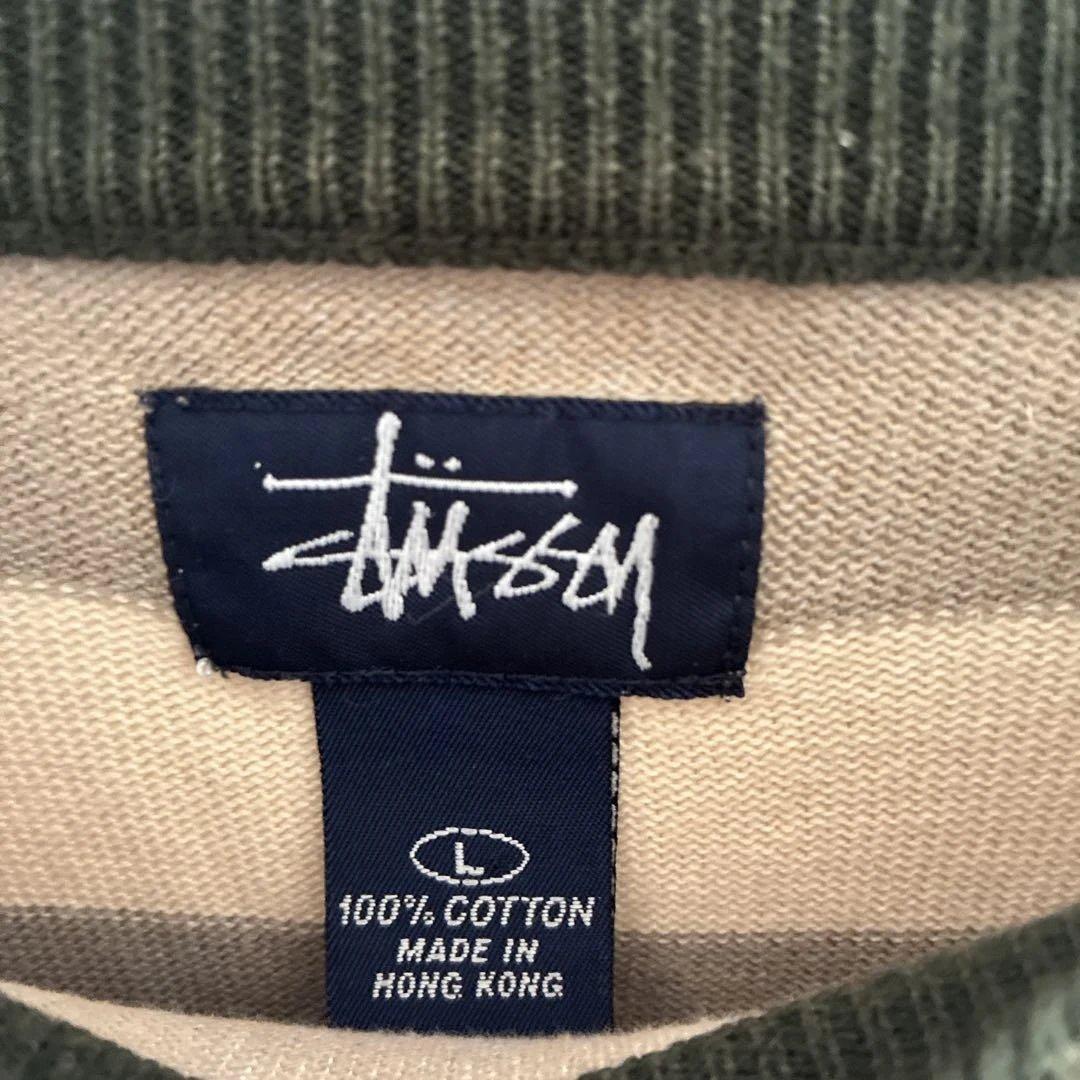 Stüssy
L
100% COTTON
MADE IN
HONG KONG